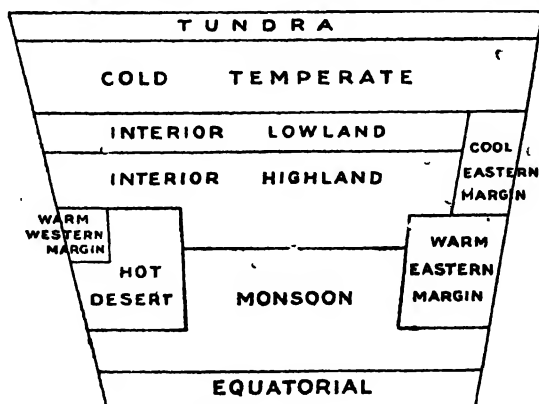 TUNDRA
COLD TEMPERATE
INTERIOR LOWLAND
COOL
EASTERN
MARGIN
INTERIOR HIGHLAND
WARM
WESTERN
MARGIN
HOT
DESERT
MONSOON
WARM
EASTERN
MARGIN
EQUATORIAL